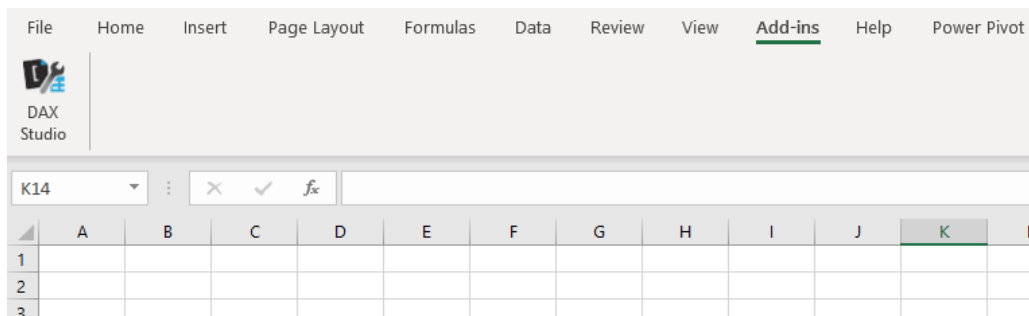 File Home Insert Page Layout Formulas Data Review View Add-ins Help Power Pivot
DAX
Studio
K14 fx
A B C D E F G H I J K
1
2
3